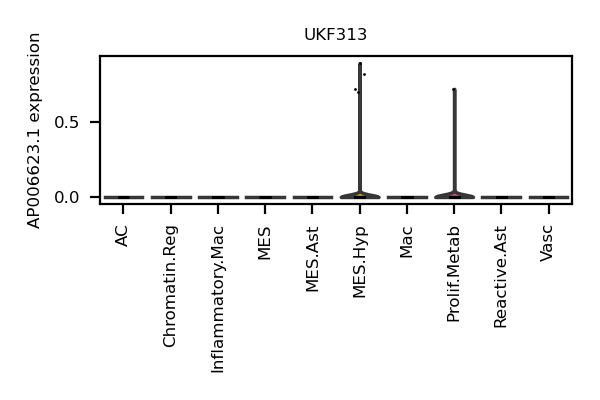 UKF313
AP006623.1 expression
0.5
0.0
AC
Chromatin.Reg
Inflammatory.Mac
MES
MES.Ast
MES.Hyp
Mac
Prolif.Metab
Reactive.Ast
Vasc